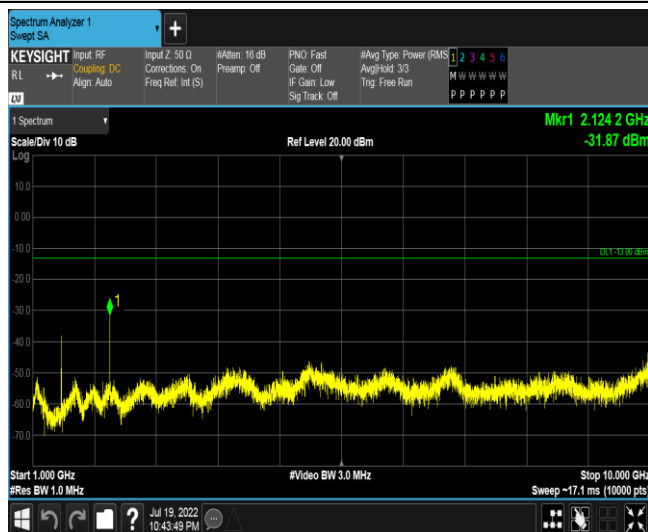 Spectrum Analyzer 1
Swept SA
KEYSIGHT
RL
LXI
Input: RF
Coupling: DC
Align: Auto
Input Z: 50 Ω
Corrections: On
Freq Ref: Int (S)
#Atten: 16 dB
Preamp: Off
PNO: Fast
Gate: Off
IF Gain: Low
Sig Track: Off
#Avg Type: Power (RMS
Avg|Hold: 3/3
Trig: Free Run
1 2 3 4 5 6
M W W W W W
P P P P P P
1 Spectrum
Mkr1 2.124 2 GHz
Scale/Div 10 dB
Ref Level 20.00 dBm
-31.87 dBm
Log
10.0
0.00
-10.0
DL1 -13.00 dBm
-20.0
-30.0
1
-40.0
-50.0
-60.0
-70.0
Start 1.000 GHz
#Video BW 3.0 MHz
Stop 10.000 GHz
#Res BW 1.0 MHz
Sweep ~17.1 ms (10000 pts)
?
Jul 19, 2022
10:43:49 PM